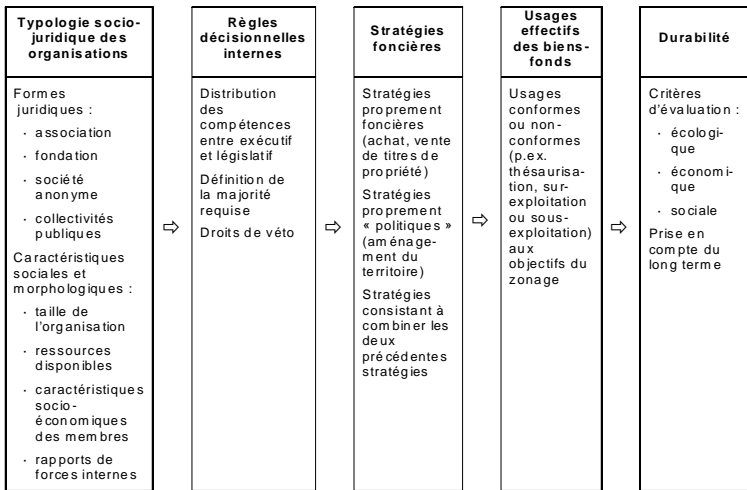 Typologie socio-
juridique des
organisations
Formes
juridiques :
· association
· fondation
· société
anonyme
· collectivités
publiques
Caractéristiques
sociales et
morphologiques :
· taille de
l'organisation
· ressources
disponibles
· caractéristiques
socio-
économiques
des membres
· rapports de
forces internes
⇨
Règles
décisionnelles
internes
Distribution
des
compétences
entre exécutif
et législatif
Définition de
la majorité
requise
Droits de véto
⇨
Stratégies
foncières
Stratégies
proprement
foncières
(achat, vente
de titres de
propriété)
Stratégies
proprement
« politiques »
(aménage-
ment du
territoire)
Stratégies
consistant à
combiner les
deux
précédentes
stratégies
⇨
Usages
effectifs
des biens-
fonds
Usages
conformes
ou non-
conformes
(p.ex.
thésaurisa-
tion, sur-
exploitation
ou sous-
exploitation)
aux
objectifs du
zonage
⇨
Durabilité
Critères
d'évaluation :
· écologi-
que
· économi-
que
· sociale
Prise en
compte du
long terme